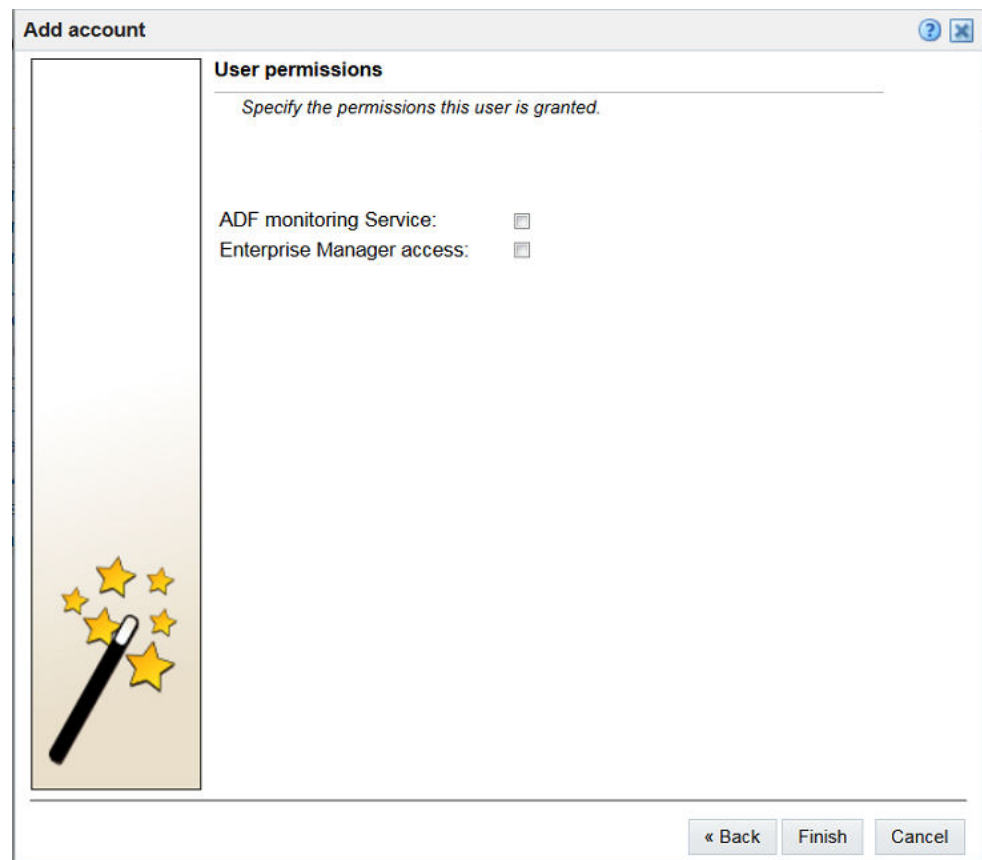 Add account
User permissions
Specify the permissions this user is granted.
ADF monitoring Service:
Enterprise Manager access:
« Back Finish Cancel